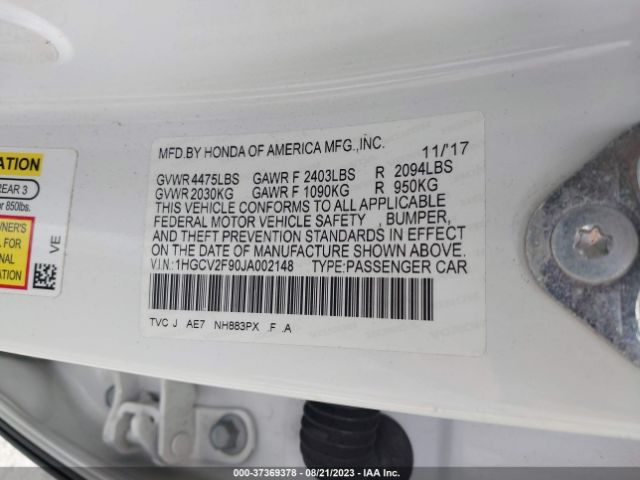 MFD.BY HONDA OF AMERICA MFG.,INC. 11/'17
GVWR 4475LBS GAWR F 2403LBS R 2094LBS
GVWR 2030KG GAWR F 1090KG R 950KG
THIS VEHICLE CONFORMS TO ALL APPLICABLE
FEDERAL MOTOR VEHICLE SAFETY , BUMPER,
AND THEFT PREVENTION STANDARDS IN EFFECT
ON THE DATE OF MANUFACTURE SHOWN ABOVE.
V.I.N.:1HGCV2F90JA002148 TYPE:PASSENGER CAR
TVC J AE7 NH883PX .F .A
ATION
REAR 3
r 850lbs.
WNER'S
L FOR
ONAL
VE
000-37369378 - 08/21/2023 - IAA Inc.